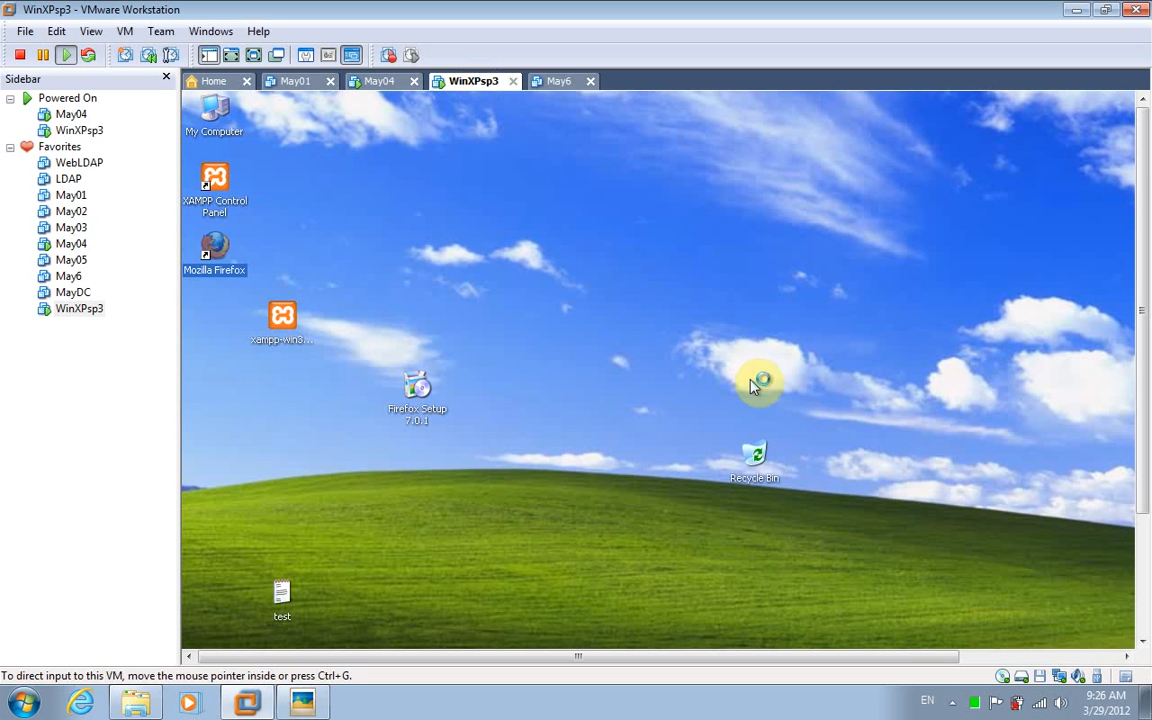 WinXPsp3 - VMware Workstation
File Edit View VM Team Windows Help
Sidebar
Home May01 May04 WinXPsp3 May6
Powered On
May04
WinXPsp3
Favorites
WebLDAP
LDAP
May01
May02
May03
May04
May05
May6
MayDC
WinXPsp3
My Computer
XAMPP Control
Panel
Mozilla Firefox
xampp-win3...
Firefox Setup
7.0.1
Recycle Bin
test
To direct input to this VM, move the mouse pointer inside or press Ctrl+G.
EN
9:26 AM
3/29/2012